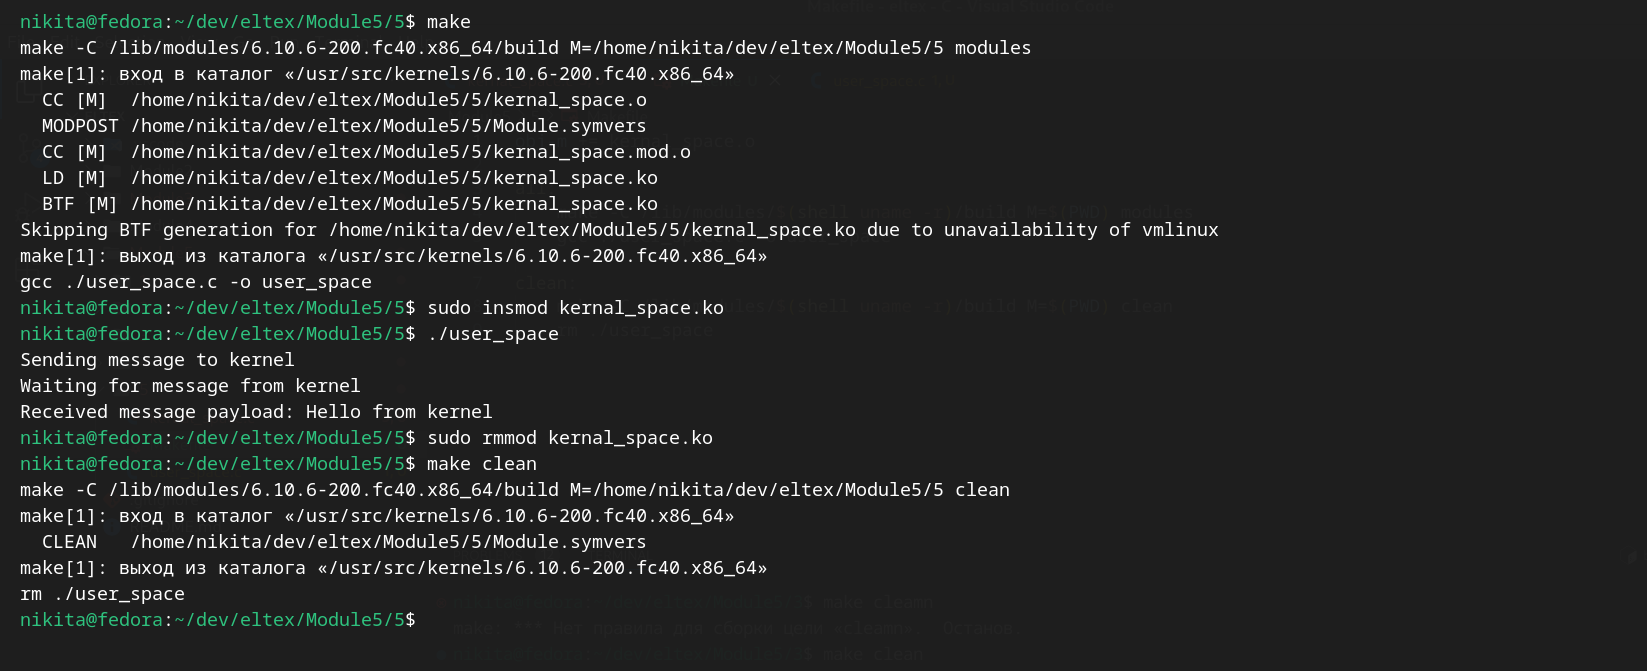 nikita@fedora:~/dev/eltex/Module5/5$ make
make -C /lib/modules/6.10.6-200.fc40.x86_64/build M=/home/nikita/dev/eltex/Module5/5 modules
make[1]: вход в каталог «/usr/src/kernels/6.10.6-200.fc40.x86_64»
  CC [M]  /home/nikita/dev/eltex/Module5/5/kernal_space.o
  MODPOST /home/nikita/dev/eltex/Module5/5/Module.symvers
  CC [M]  /home/nikita/dev/eltex/Module5/5/kernal_space.mod.o
  LD [M]  /home/nikita/dev/eltex/Module5/5/kernal_space.ko
  BTF [M] /home/nikita/dev/eltex/Module5/5/kernal_space.ko
Skipping BTF generation for /home/nikita/dev/eltex/Module5/5/kernal_space.ko due to unavailability of vmlinux
make[1]: выход из каталога «/usr/src/kernels/6.10.6-200.fc40.x86_64»
gcc ./user_space.c -o user_space
nikita@fedora:~/dev/eltex/Module5/5$ sudo insmod kernal_space.ko
nikita@fedora:~/dev/eltex/Module5/5$ ./user_space
Sending message to kernel
Waiting for message from kernel
Received message payload: Hello from kernel
nikita@fedora:~/dev/eltex/Module5/5$ sudo rmmod kernal_space.ko
nikita@fedora:~/dev/eltex/Module5/5$ make clean
make -C /lib/modules/6.10.6-200.fc40.x86_64/build M=/home/nikita/dev/eltex/Module5/5 clean
make[1]: вход в каталог «/usr/src/kernels/6.10.6-200.fc40.x86_64»
  CLEAN   /home/nikita/dev/eltex/Module5/5/Module.symvers
make[1]: выход из каталога «/usr/src/kernels/6.10.6-200.fc40.x86_64»
rm ./user_space
nikita@fedora:~/dev/eltex/Module5/5$